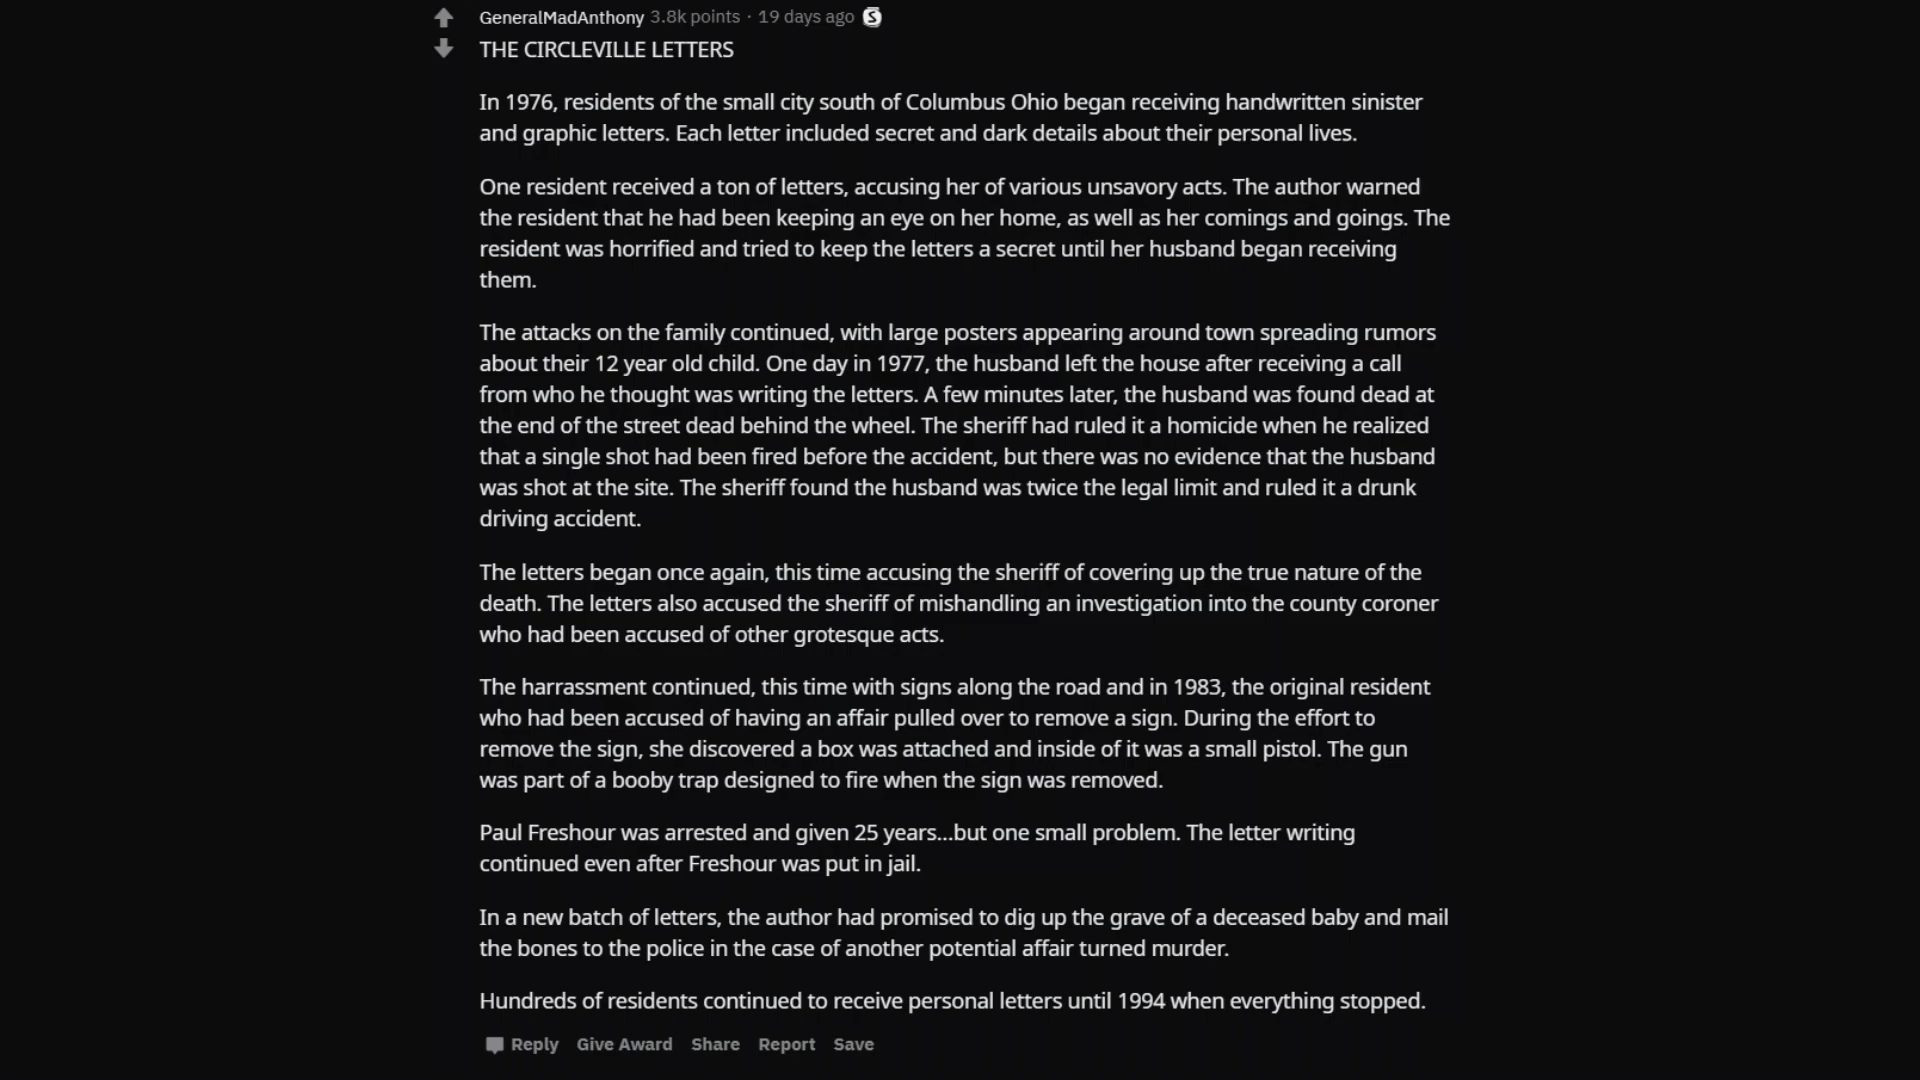 GeneralMadAnthony 3.8k points · 19 days ago S
THE CIRCLEVILLE LETTERS
In 1976, residents of the small city south of Columbus Ohio began receiving handwritten sinister
and graphic letters. Each letter included secret and dark details about their personal lives.
One resident received a ton of letters, accusing her of various unsavory acts. The author warned
the resident that he had been keeping an eye on her home, as well as her comings and goings. The
resident was horrified and tried to keep the letters a secret until her husband began receiving
them.
The attacks on the family continued, with large posters appearing around town spreading rumors
about their 12 year old child. One day in 1977, the husband left the house after receiving a call
from who he thought was writing the letters. A few minutes later, the husband was found dead at
the end of the street dead behind the wheel. The sheriff had ruled it a homicide when he realized
that a single shot had been fired before the accident, but there was no evidence that the husband
was shot at the site. The sheriff found the husband was twice the legal limit and ruled it a drunk
driving accident.
The letters began once again, this time accusing the sheriff of covering up the true nature of the
death. The letters also accused the sheriff of mishandling an investigation into the county coroner
who had been accused of other grotesque acts.
The harrassment continued, this time with signs along the road and in 1983, the original resident
who had been accused of having an affair pulled over to remove a sign. During the effort to
remove the sign, she discovered a box was attached and inside of it was a small pistol. The gun
was part of a booby trap designed to fire when the sign was removed.
Paul Freshour was arrested and given 25 years...but one small problem. The letter writing
continued even after Freshour was put in jail.
In a new batch of letters, the author had promised to dig up the grave of a deceased baby and mail
the bones to the police in the case of another potential affair turned murder.
Hundreds of residents continued to receive personal letters until 1994 when everything stopped.
Reply Give Award Share Report Save